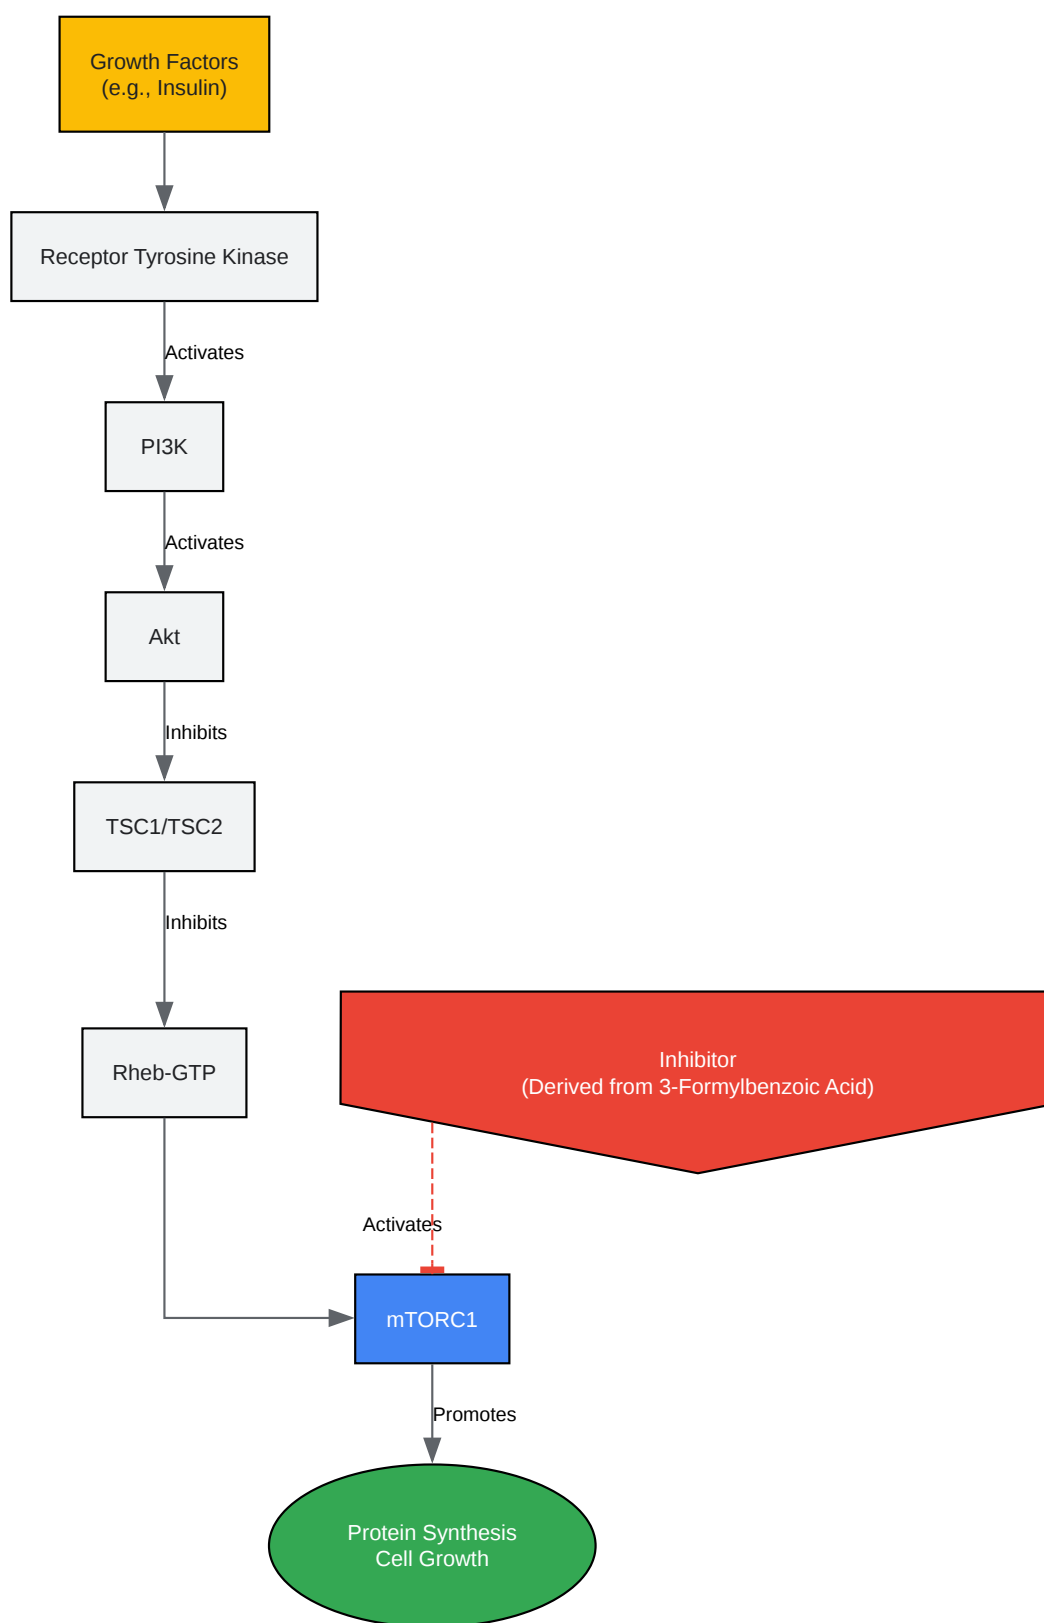 Growth Factors
(e.g., Insulin)
Receptor Tyrosine Kinase
Activates
PI3K
Activates
Akt
Inhibits
TSC1/TSC2
Inhibits
Rheb-GTP
Inhibitor
(Derived from 3-Formylbenzoic Acid)
Activates
mTORC1
Promotes
Protein Synthesis
Cell Growth